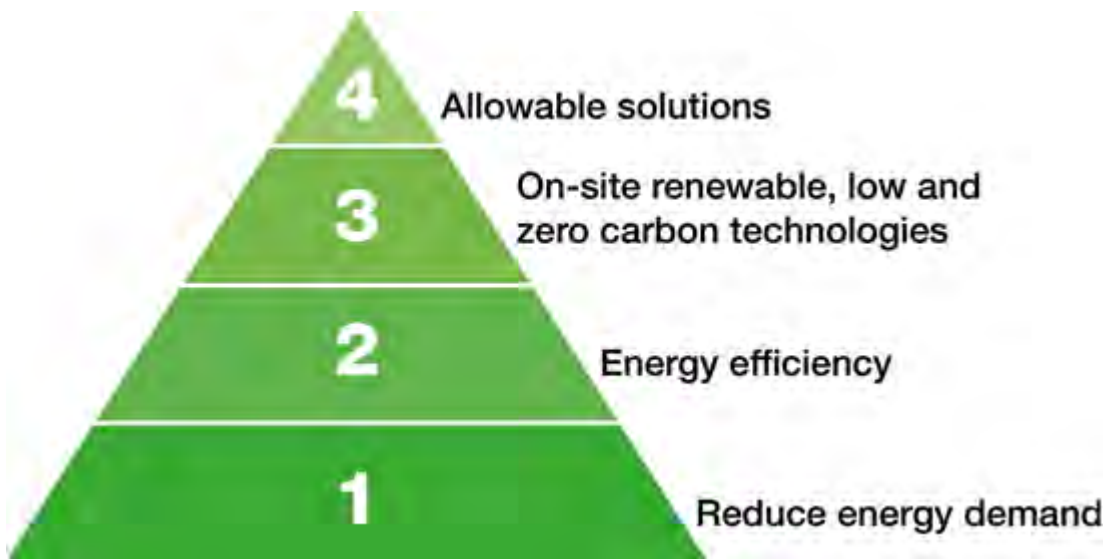 4
Allowable solutions
3
On-site renewable, low and
zero carbon technologies
2
Energy efficiency
1
Reduce energy demand